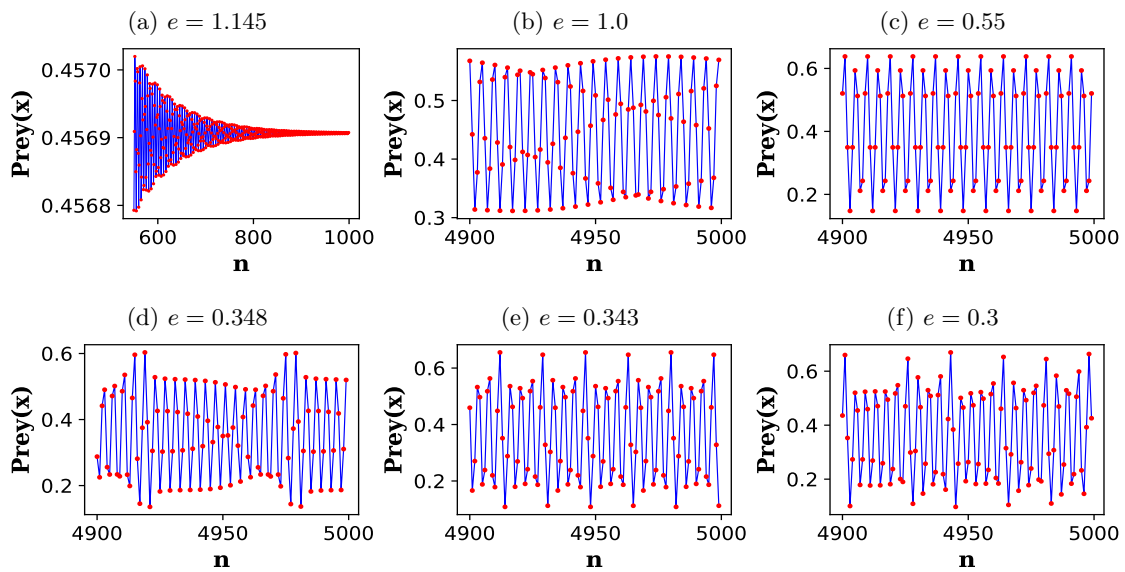 (a) e = 1.145
(b) e = 1.0
(c) e = 0.55
Prey(x)
0.4570
0.4569
0.4568
600
800
1000
n
Prey(x)
0.5
0.4
0.3
4900
4950
5000
n
Prey(x)
0.6
0.4
0.2
4900
4950
5000
n
(d) e = 0.348
(e) e = 0.343
(f) e = 0.3
Prey(x)
0.6
0.4
0.2
4900
4950
5000
n
Prey(x)
0.6
0.4
0.2
4900
4950
5000
n
Prey(x)
0.6
0.4
0.2
4900
4950
5000
n